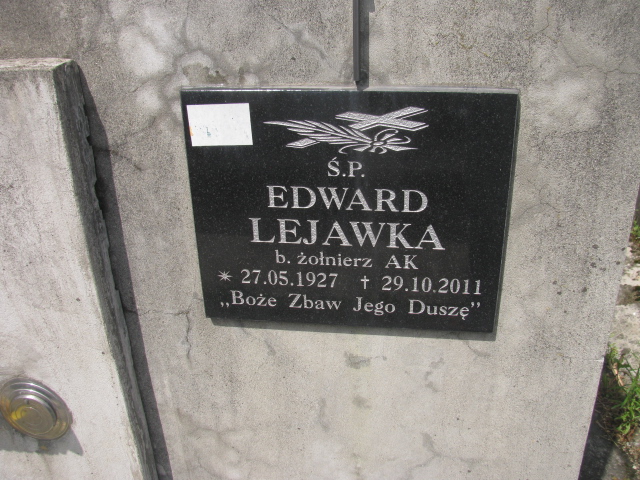 Ś.P.
EDWARD
LEJAWKA
b. żołnierz AK
✴ 27.05.1927 † 29.10.2011
„Boże Zbaw Jego Duszę”